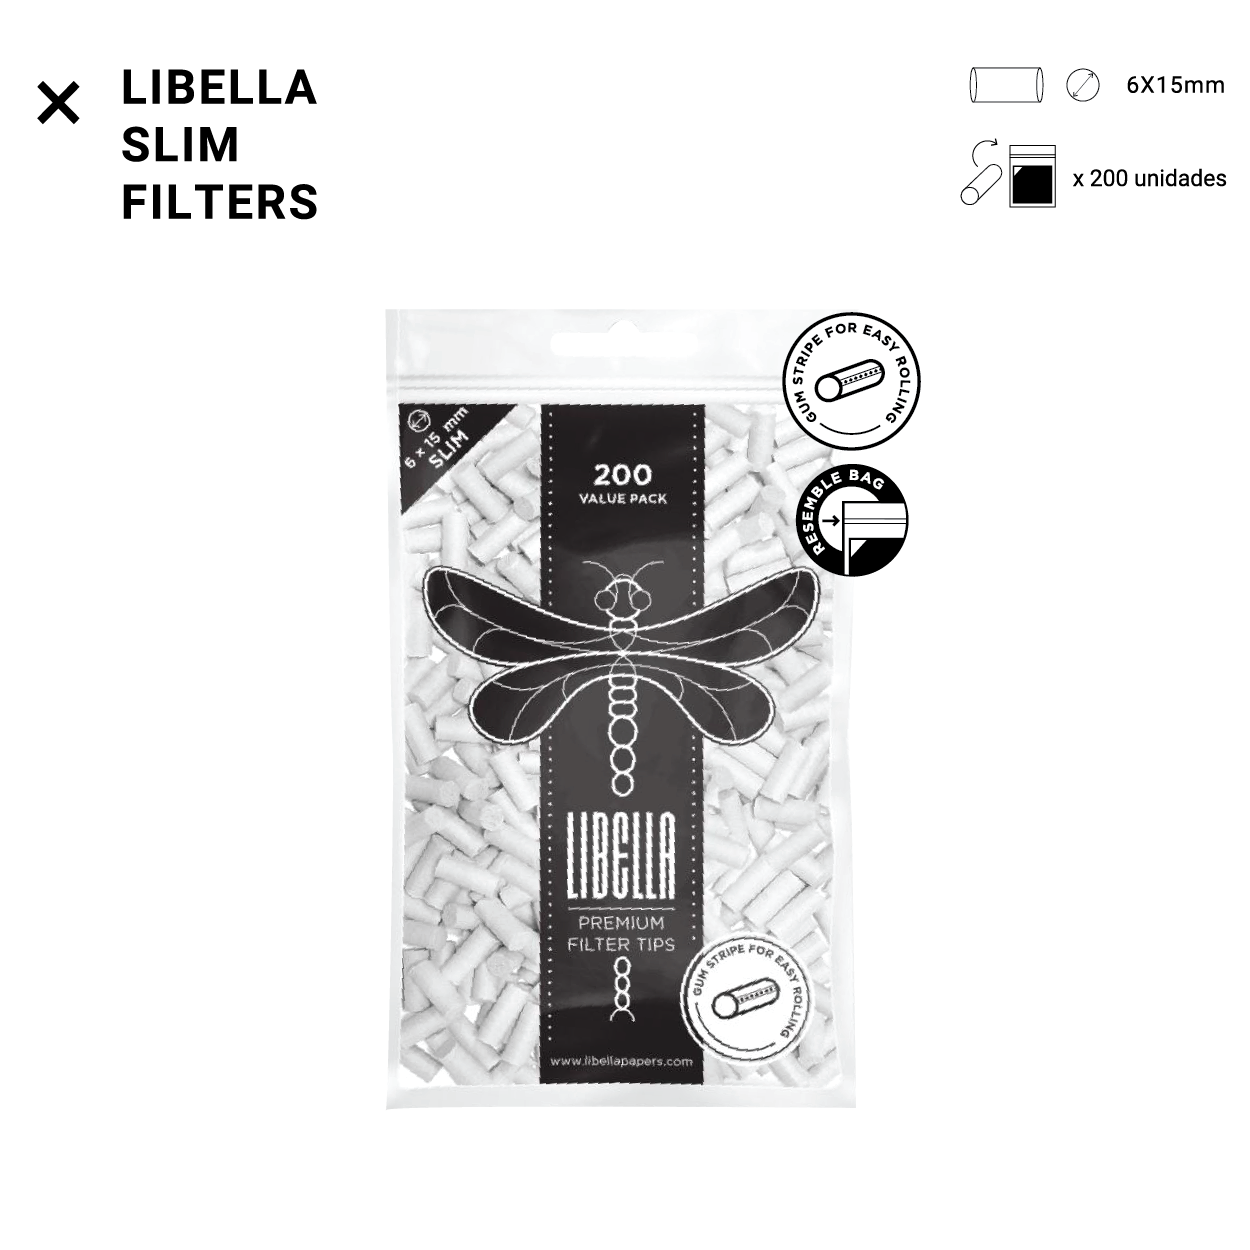 LIBELLA
SLIM
FILTERS
6X15mm
x 200 unidades
GUM STRIPE FOR EASY ROLLING
RESEMBLE BAG
6 x 15 mm
SLIM
200
VALUE PACK
LIBELLA
PREMIUM
FILTER TIPS
GUM STRIPE FOR EASY ROLLING
www.libellapapers.com